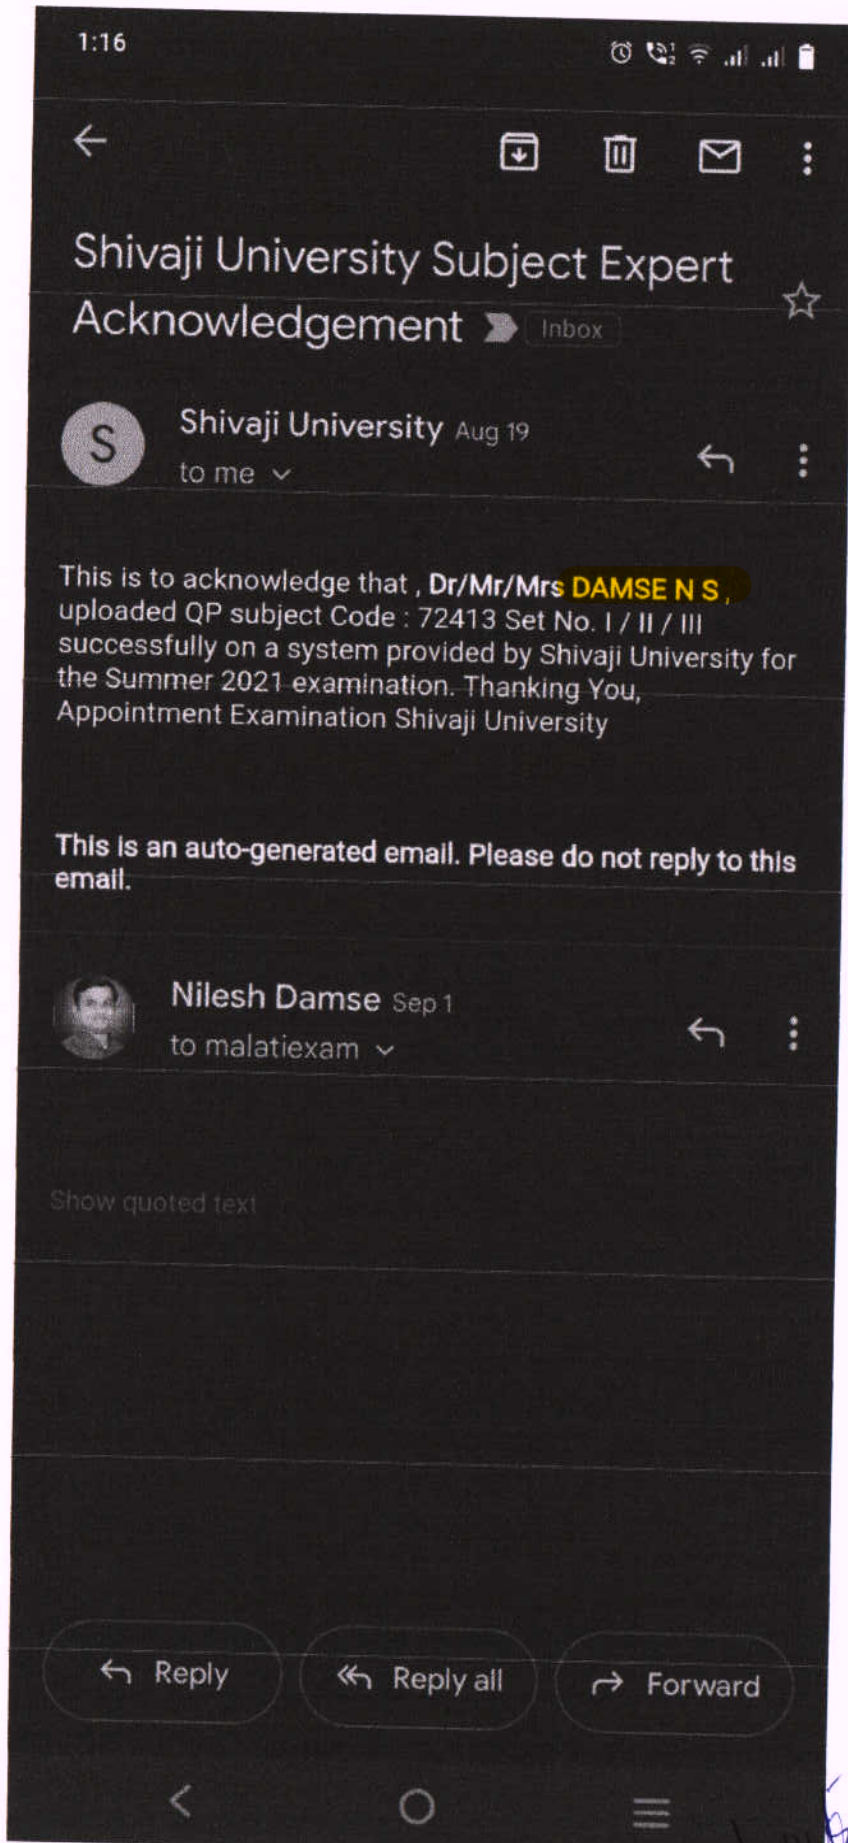 1:16
Shivaji University Subject Expert
Acknowledgement Inbox
S
Shivaji University Aug 19
to me
This is to acknowledge that , Dr/Mr/Mrs DAMSE N S ,
uploaded QP subject Code : 72413 Set No. I / II / III
successfully on a system provided by Shivaji University for
the Summer 2021 examination. Thanking You,
Appointment Examination Shivaji University
This is an auto-generated email. Please do not reply to this
email.
Nilesh Damse Sep 1
to malatiexam
Show quoted text
Reply
Reply all
Forward